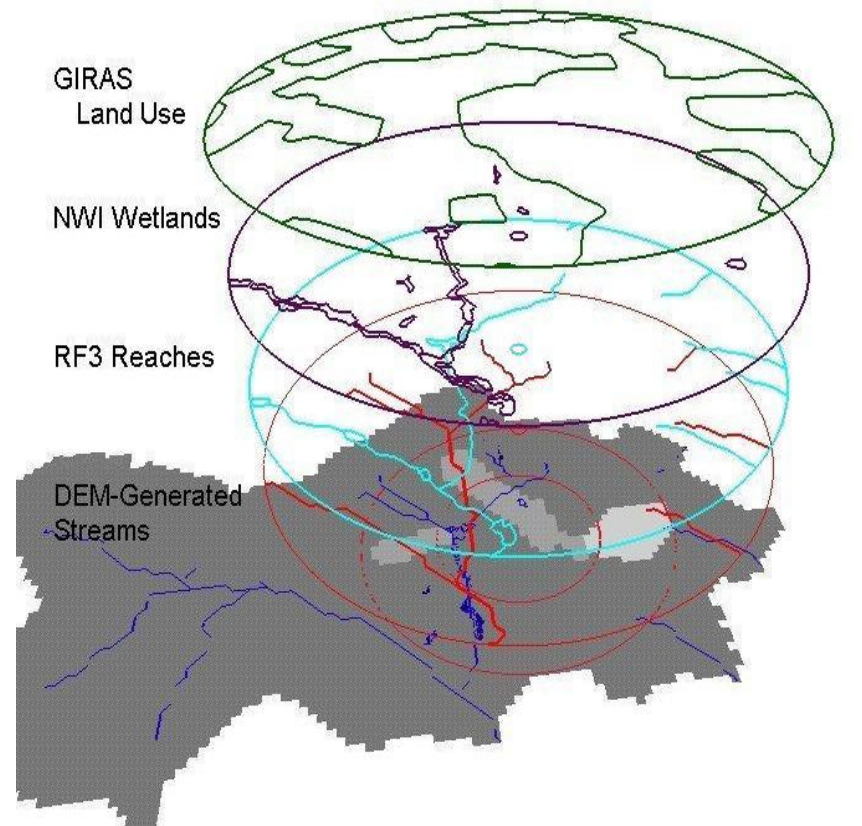 GIRAS
Land Use
NWI Wetlands
RF3 Reaches
DEM-Generated
Streams